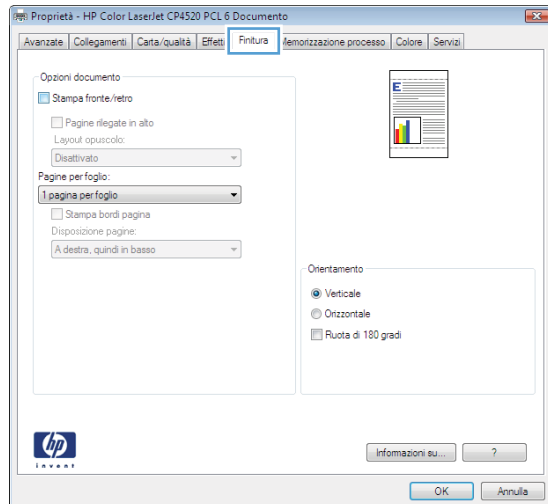 Proprietà - HP Color LaserJet CP4520 PCL 6 Documento
Avanzate Collegamenti Carta/qualità Effetti Finitura Memorizzazione processo Colore Servizi
Opzioni documento
Stampa fronte/retro
Pagine rilegate in alto
Layout opuscolo:
Disattivato
Pagine per foglio:
1 pagina per foglio
Stampa bordi pagina
Disposizione pagine:
A destra, quindi in basso
E
Orientamento
Verticale
Orizzontale
Ruota di 180 gradi
hp
invent
Informazioni su... ?
OK Annulla